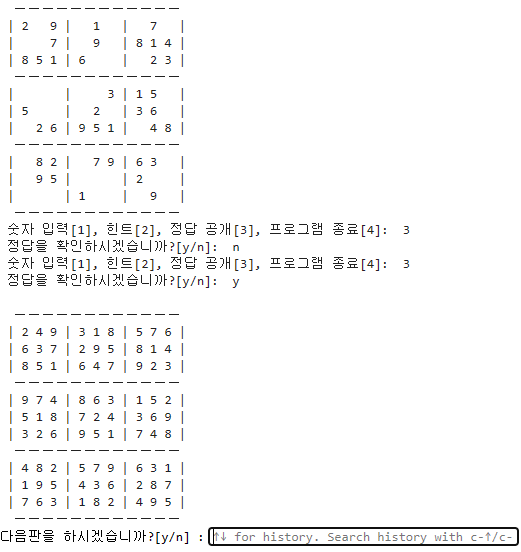 — — — — — — — — — — — —
| 2   9 |   1   |   7   |
|     7 |   9   | 8 1 4 |
| 8 5 1 | 6     |   2 3 |
— — — — — — — — — — — —
|       |     3 | 1 5   |
| 5     |   2   | 3 6   |
|   2 6 | 9 5 1 |   4 8 |
— — — — — — — — — — — —
|   8 2 |   7 9 | 6 3   |
|   9 5 |       | 2     |
|       | 1     |   9   |
— — — — — — — — — — — —
숫자 입력[1], 힌트[2], 정답 공개[3], 프로그램 종료[4]: 3
정답을 확인하시겠습니까?[y/n]: n
숫자 입력[1], 힌트[2], 정답 공개[3], 프로그램 종료[4]: 3
정답을 확인하시겠습니까?[y/n]: y
— — — — — — — — — — — —
| 2 4 9 | 3 1 8 | 5 7 6 |
| 6 3 7 | 2 9 5 | 8 1 4 |
| 8 5 1 | 6 4 7 | 9 2 3 |
— — — — — — — — — — — —
| 9 7 4 | 8 6 3 | 1 5 2 |
| 5 1 8 | 7 2 4 | 3 6 9 |
| 3 2 6 | 9 5 1 | 7 4 8 |
— — — — — — — — — — — —
| 4 8 2 | 5 7 9 | 6 3 1 |
| 1 9 5 | 4 3 6 | 2 8 7 |
| 7 6 3 | 1 8 2 | 4 9 5 |
— — — — — — — — — — — —
다음판을 하시겠습니까?[y/n] : ↑↓ for history. Search history with c-↑/c-